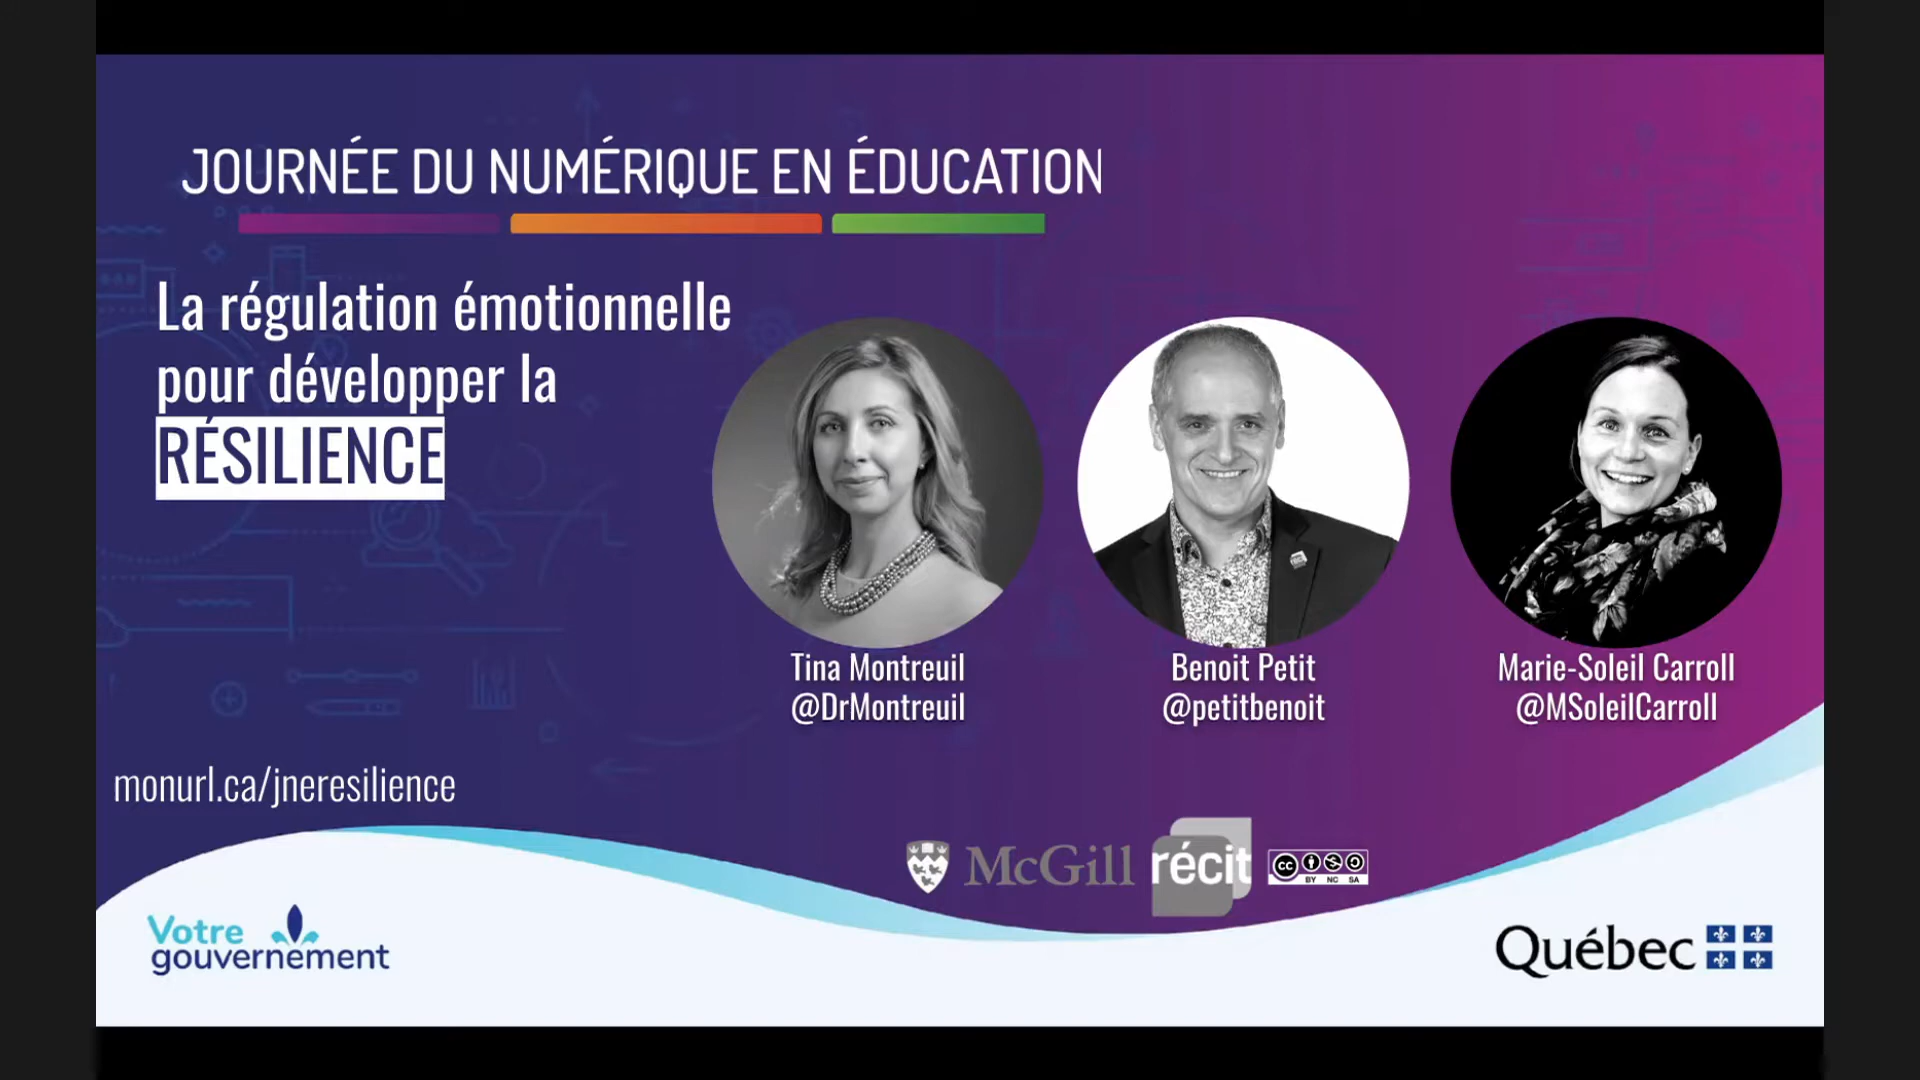 JOURNÉE DU NUMÉRIQUE EN ÉDUCATION
La régulation émotionnelle
pour développer la
RÉSILIENCE
Tina Montreuil
@DrMontreuil
Benoit Petit
@petitbenoit
Marie-Soleil Carroll
@MSoleilCarroll
monurl.ca/jneresilience
McGill
récit
cc
BY NC SA
Votre
gouvernement
Québec